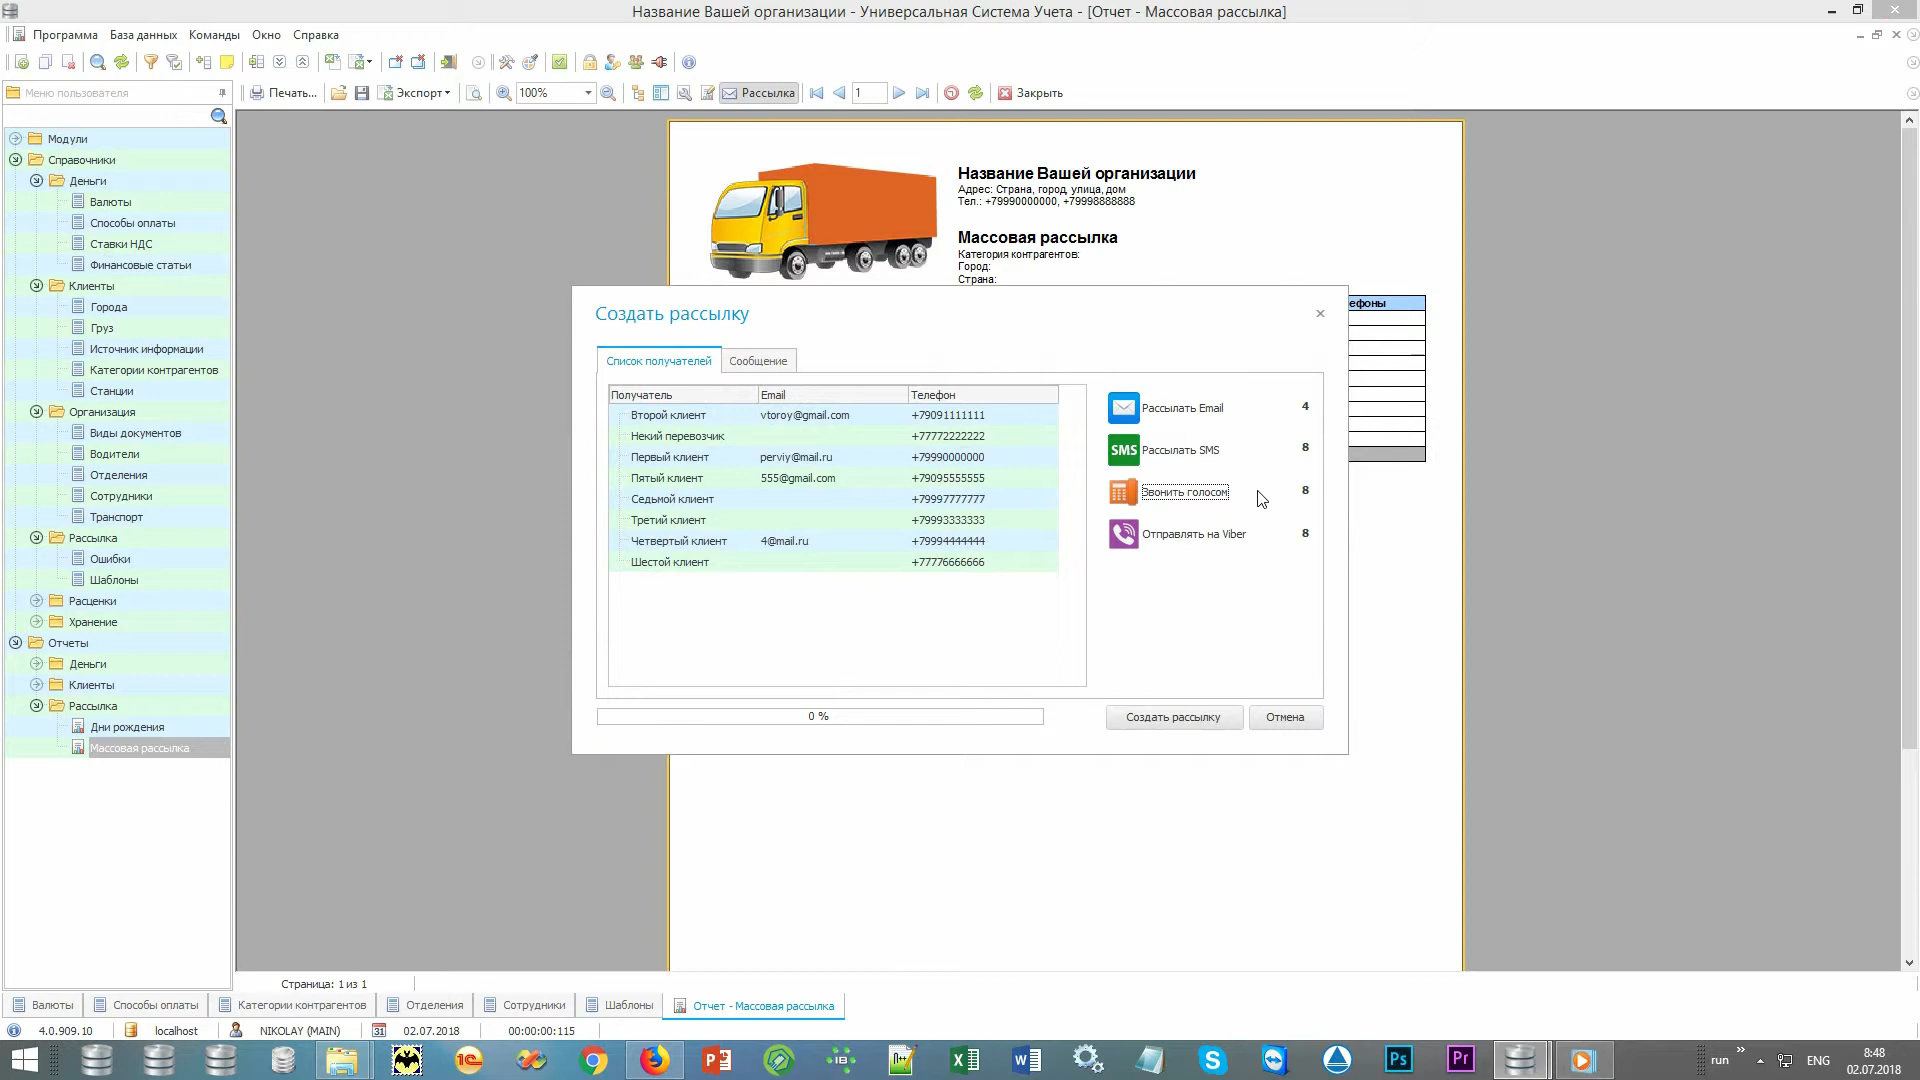 Название Вашей организации - Универсальная Система Учета - [Отчет - Массовая рассылка]
Программа База данных Команды Окно Справка
Меню пользователя
Печать... Экспорт 100% Рассылка 1 Закрыть
Модули
Справочники
Деньги
Валюты
Способы оплаты
Ставки НДС
Финансовые статьи
Клиенты
Города
Груз
Источник информации
Категории контрагентов
Станции
Организация
Виды документов
Водители
Отделения
Сотрудники
Транспорт
Рассылка
Ошибки
Шаблоны
Расценки
Хранение
Отчеты
Деньги
Клиенты
Рассылка
Дни рождения
Массовая рассылка
Название Вашей организации
Адрес: Страна, город, улица, дом
Тел.: +79990000000, +79998888888
Массовая рассылка
Категория контрагентов:
Город:
Страна:
ефоны
Создать рассылку
Список получателей Сообщение
Получатель Email Телефон
Второй клиент vtoroy@gmail.com +79091111111
Некий перевозчик +77772222222
Первый клиент perviy@mail.ru +79990000000
Пятый клиент 555@gmail.com +79095555555
Седьмой клиент +79997777777
Третий клиент +79993333333
Четвертый клиент 4@mail.ru +79994444444
Шестой клиент +77776666666
Рассылать Email 4
SMS Рассылать SMS 8
Звонить голосом 8
Отправлять на Viber 8
0 %
Создать рассылку Отмена
Страница: 1 из 1
Валюты Способы оплаты Категории контрагентов Отделения Сотрудники Шаблоны Отчет - Массовая рассылка
4.0.909.10 localhost NIKOLAY (MAIN) 31 02.07.2018 00:00:00:115
1С IB Ps Pr run ENG 8:48
02.07.2018